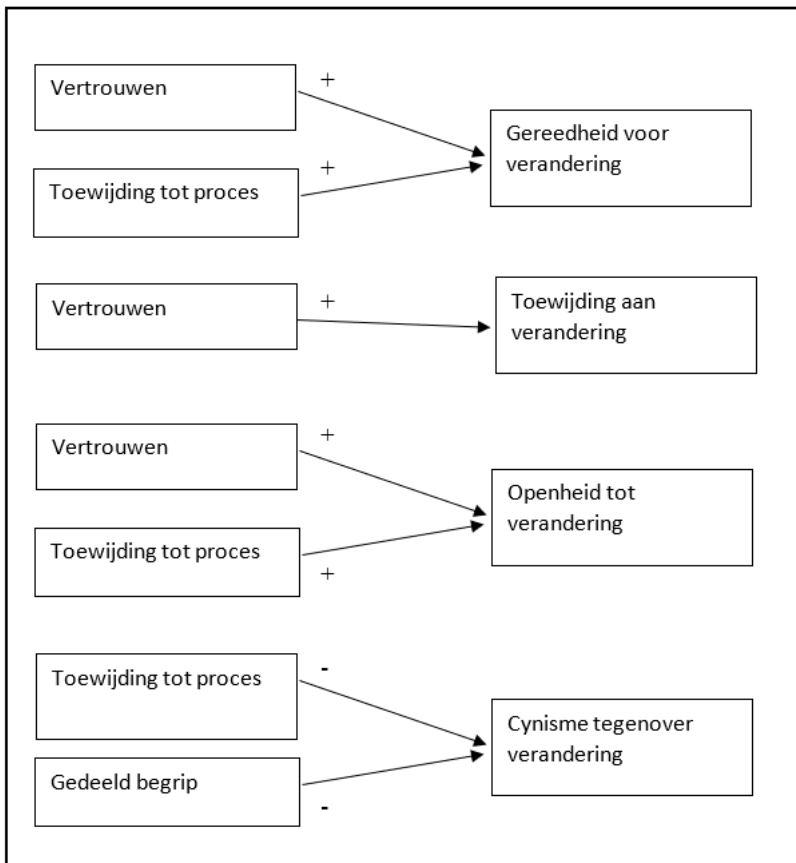 Vertrouwen
+
Gereedheid voor
verandering
+
Toewijding tot proces
Vertrouwen
+
Toewijding aan
verandering
Vertrouwen
+
Openheid tot
verandering
Toewijding tot proces
+
Toewijding tot proces
-
Cynisme tegenover
verandering
Gedeeld begrip
-